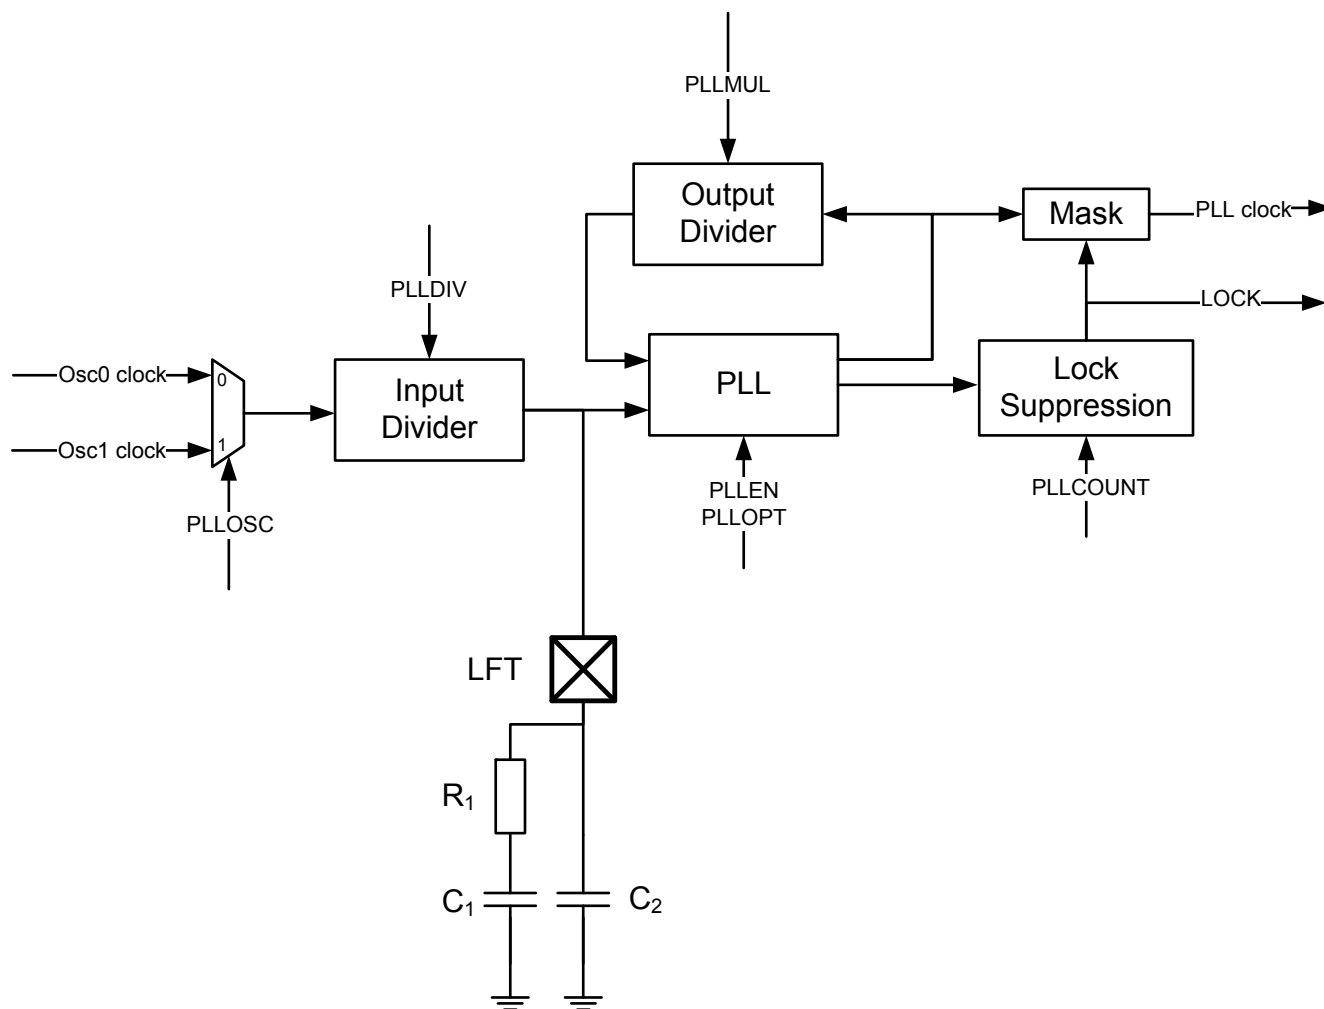 PLLMUL
Output
Divider
Mask
PLL clock
PLLDIV
LOCK
Osc0 clock
0
Input
Divider
PLL
Lock
Suppression
Osc1 clock
1
PLLOSC
PLLEN
PLLOPT
PLLCOUNT
LFT
R1
C1
C2